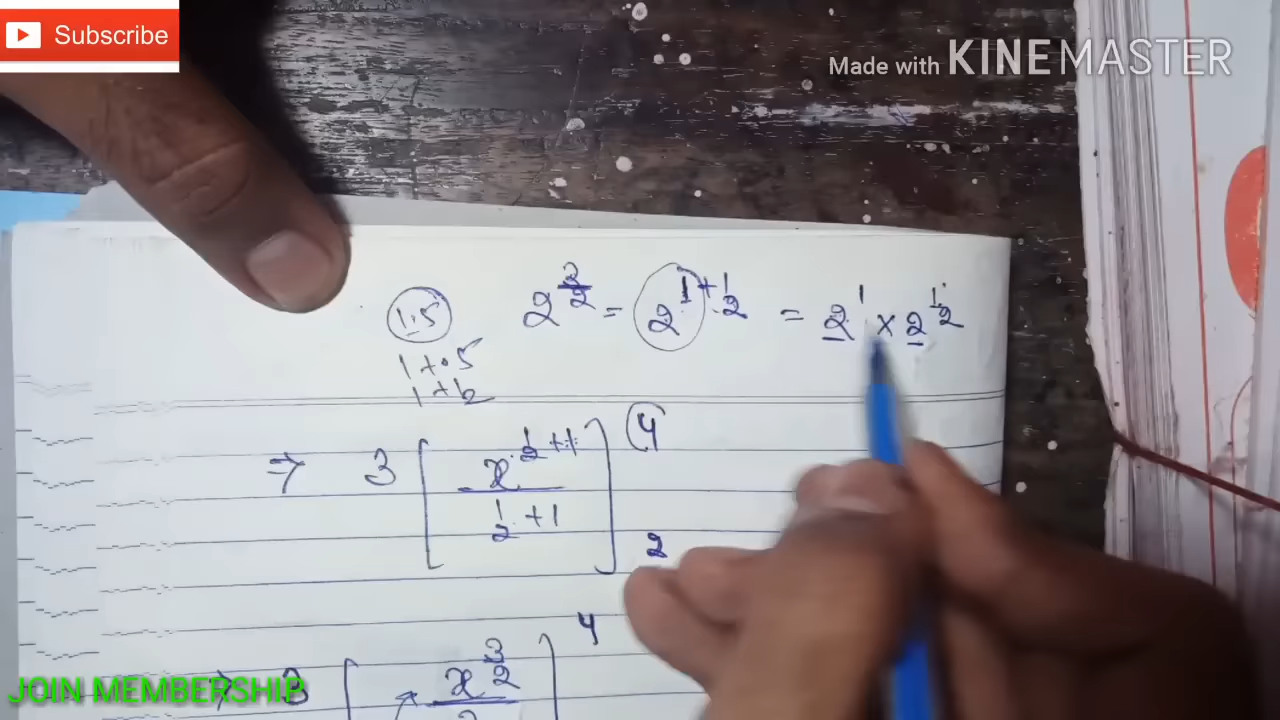 Subscribe
Made with KINEMASTER
1.5 2^(3/2) = 2^(1+1/2) = 2^1 × 2^(1/2)
1+.5
1+½
⇒ 3 [ x^(1/2+1) / (1/2+1) ] 4
2
3 [ x^(3/2) ] 4
JOIN MEMBERSHIP